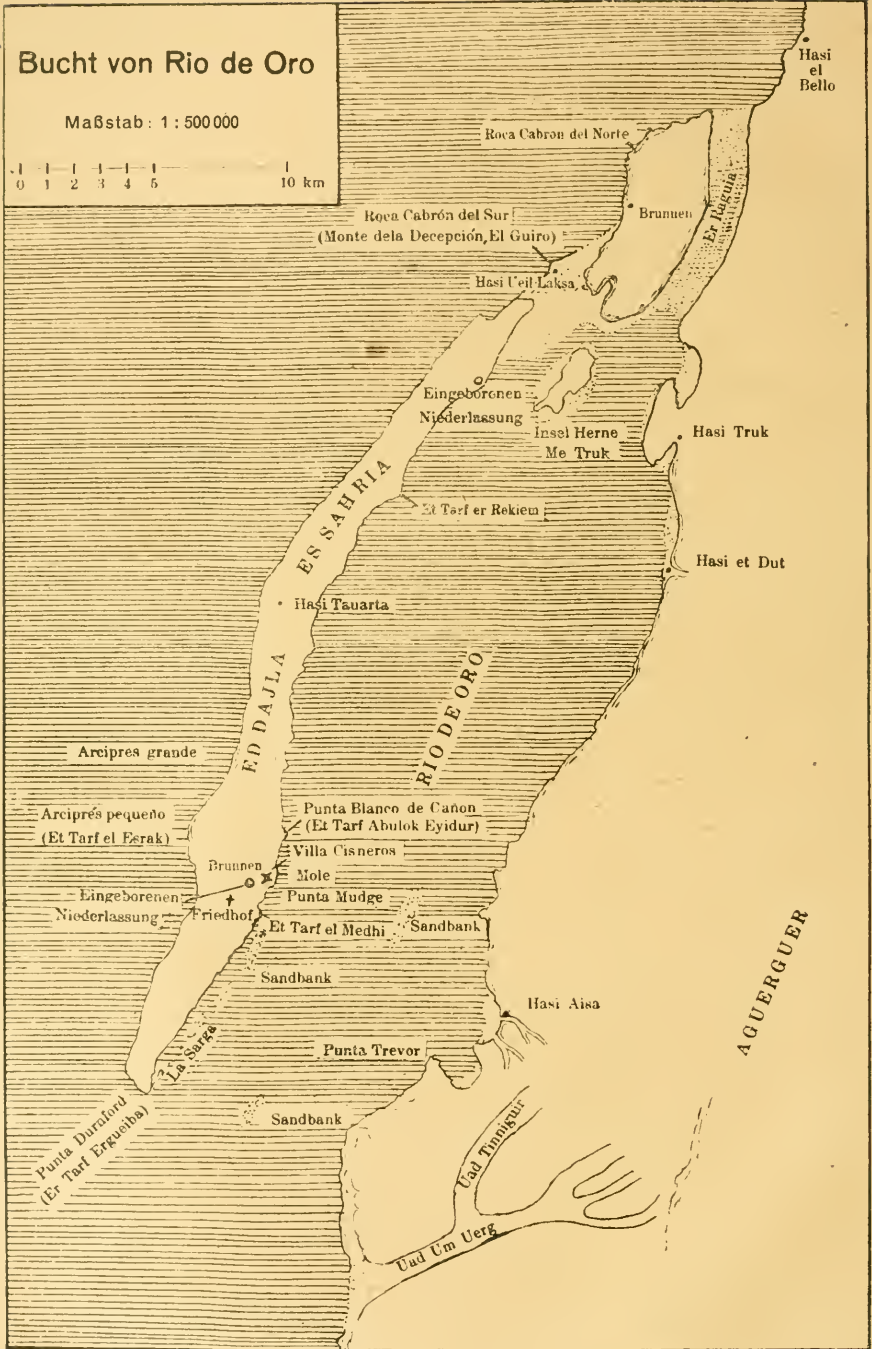 Bucht von Rio de Oro
Maßstab: 1:500000
0 1 2 3 4 5 10 km
Hasi
el
Bello
Roca Cabron del Norte
Er Raguia
Brunnen
Roca Cabrón del Sur
(Monte dela Decepción, El Guiro)
Hasi Ueil Laksa
Eingeborenen
Niederlassung
Insel Herne
Me Truk
Hasi Truk
ES SAHRIA
Et Tarf er Rekiem
Hasi et Dut
Hasi Tauarta
RIO DE ORO
ED DAJLA
Arciprés grande
Arciprés pequeño
(Et Tarf el Esrak)
Punta Blanco de Cañon
(Et Tarf Abulok Eyidur)
Villa Cisneros
Brunnen
Mole
Eingeborenen
Niederlassung
Punta Mudge
Friedhof
Et Tarf el Medhi
Sandbank
Sandbank
AGUERGUER
Hasi Aisa
La Sarga
Punta Trevor
Sandbank
Punta Durnford
(Er Tarf Ergueiba)
Uad Tinniguir
Uad Um Uerg